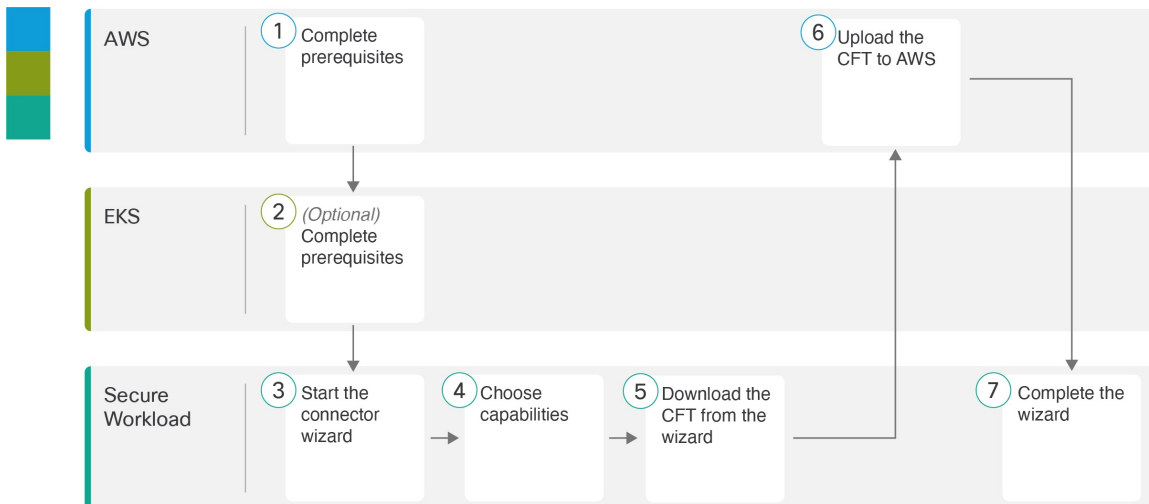 AWS
1
Complete
prerequisites
6
Upload the
CFT to AWS
EKS
2
(Optional)
Complete
prerequisites
Secure
Workload
3
Start the
connector
wizard
4
Choose
capabilities
5
Download the
CFT from the
wizard
7
Complete the
wizard